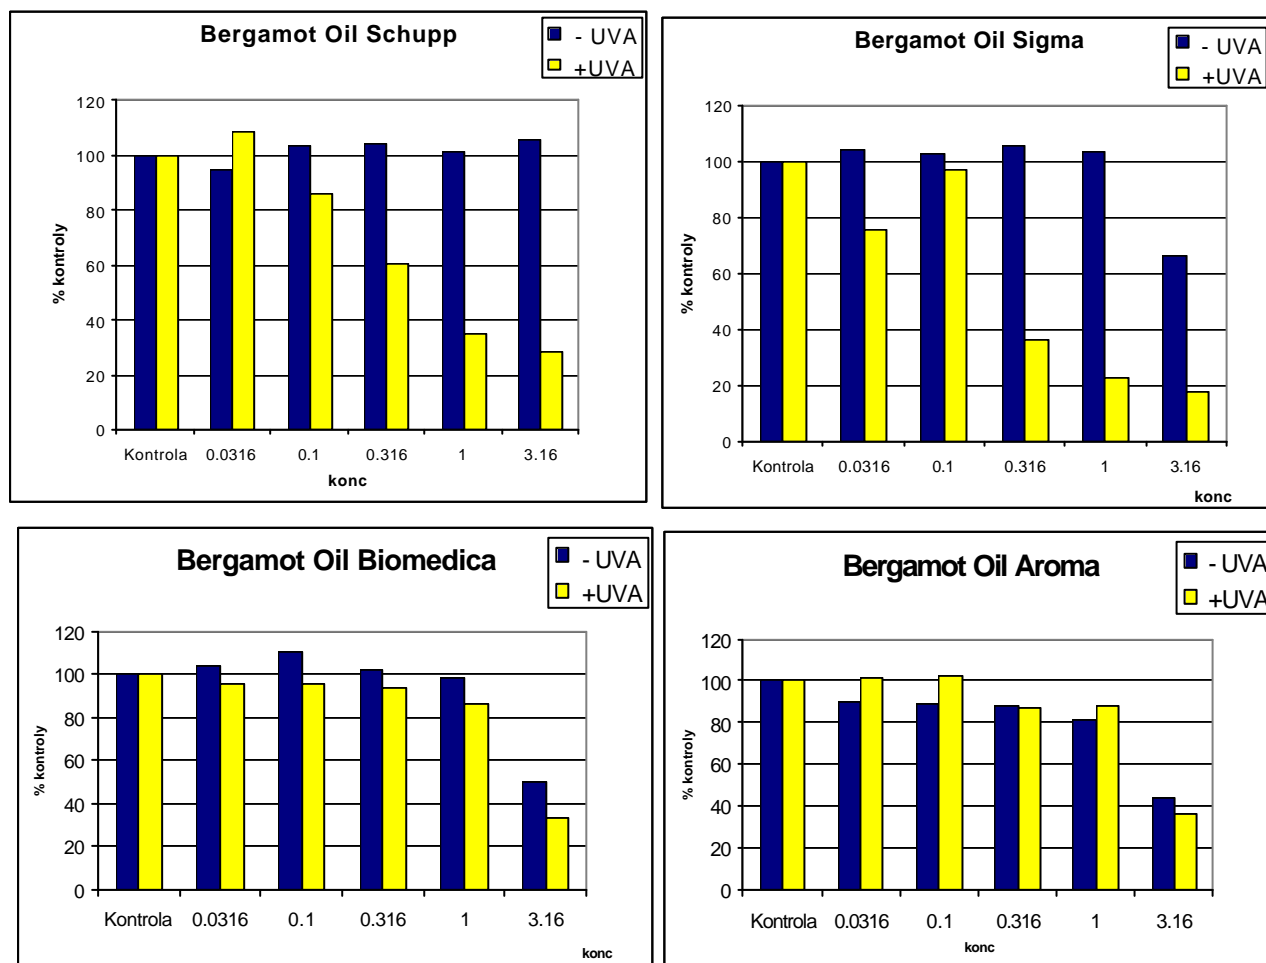 Bergamot Oil Schupp
- UVA
+UVA
120
100
80
60
40
20
0
% kontroly
Kontrola 0.0316 0.1 0.316 1 3.16
konc
Bergamot Oil Sigma
- UVA
+UVA
120
100
80
60
40
20
0
% kontroly
Kontrola 0.0316 0.1 0.316 1 3.16
konc
Bergamot Oil Biomedica
- UVA
+UVA
120
100
80
60
40
20
0
% kontroly
Kontrola 0.0316 0.1 0.316 1 3.16
konc
Bergamot Oil Aroma
- UVA
+UVA
120
100
80
60
40
20
0
% kontroly
Kontrola 0.0316 0.1 0.316 1 3.16
konc